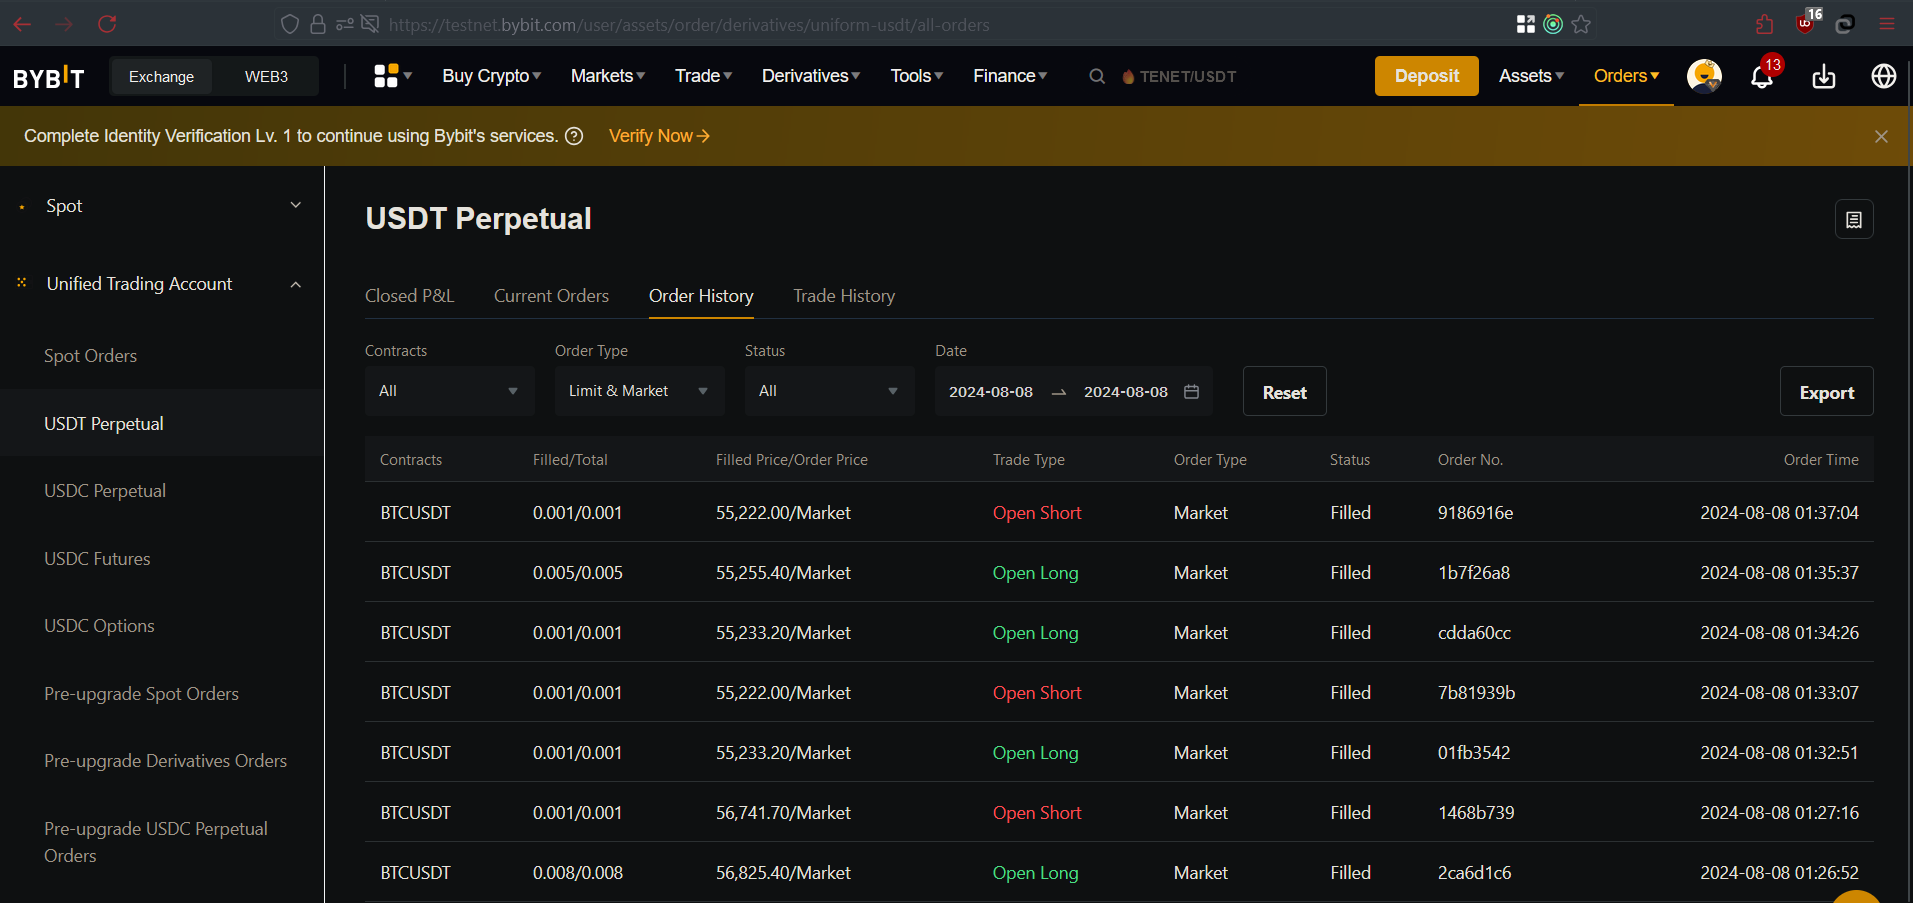 https://testnet.bybit.com/user/assets/order/derivatives/uniform-usdt/all-orders
16
BYBIT Exchange WEB3 Buy Crypto Markets Trade Derivatives Tools Finance TENET/USDT Deposit Assets Orders 13
Complete Identity Verification Lv. 1 to continue using Bybit's services. Verify Now
Spot
Unified Trading Account
Spot Orders
USDT Perpetual
USDC Perpetual
USDC Futures
USDC Options
Pre-upgrade Spot Orders
Pre-upgrade Derivatives Orders
Pre-upgrade USDC Perpetual
Orders
USDT Perpetual
Closed P&L Current Orders Order History Trade History
Contracts Order Type Status Date
All Limit & Market All 2024-08-08 → 2024-08-08 Reset Export
Contracts Filled/Total Filled Price/Order Price Trade Type Order Type Status Order No. Order Time
BTCUSDT 0.001/0.001 55,222.00/Market Open Short Market Filled 9186916e 2024-08-08 01:37:04
BTCUSDT 0.005/0.005 55,255.40/Market Open Long Market Filled 1b7f26a8 2024-08-08 01:35:37
BTCUSDT 0.001/0.001 55,233.20/Market Open Long Market Filled cdda60cc 2024-08-08 01:34:26
BTCUSDT 0.001/0.001 55,222.00/Market Open Short Market Filled 7b81939b 2024-08-08 01:33:07
BTCUSDT 0.001/0.001 55,233.20/Market Open Long Market Filled 01fb3542 2024-08-08 01:32:51
BTCUSDT 0.001/0.001 56,741.70/Market Open Short Market Filled 1468b739 2024-08-08 01:27:16
BTCUSDT 0.008/0.008 56,825.40/Market Open Long Market Filled 2ca6d1c6 2024-08-08 01:26:52